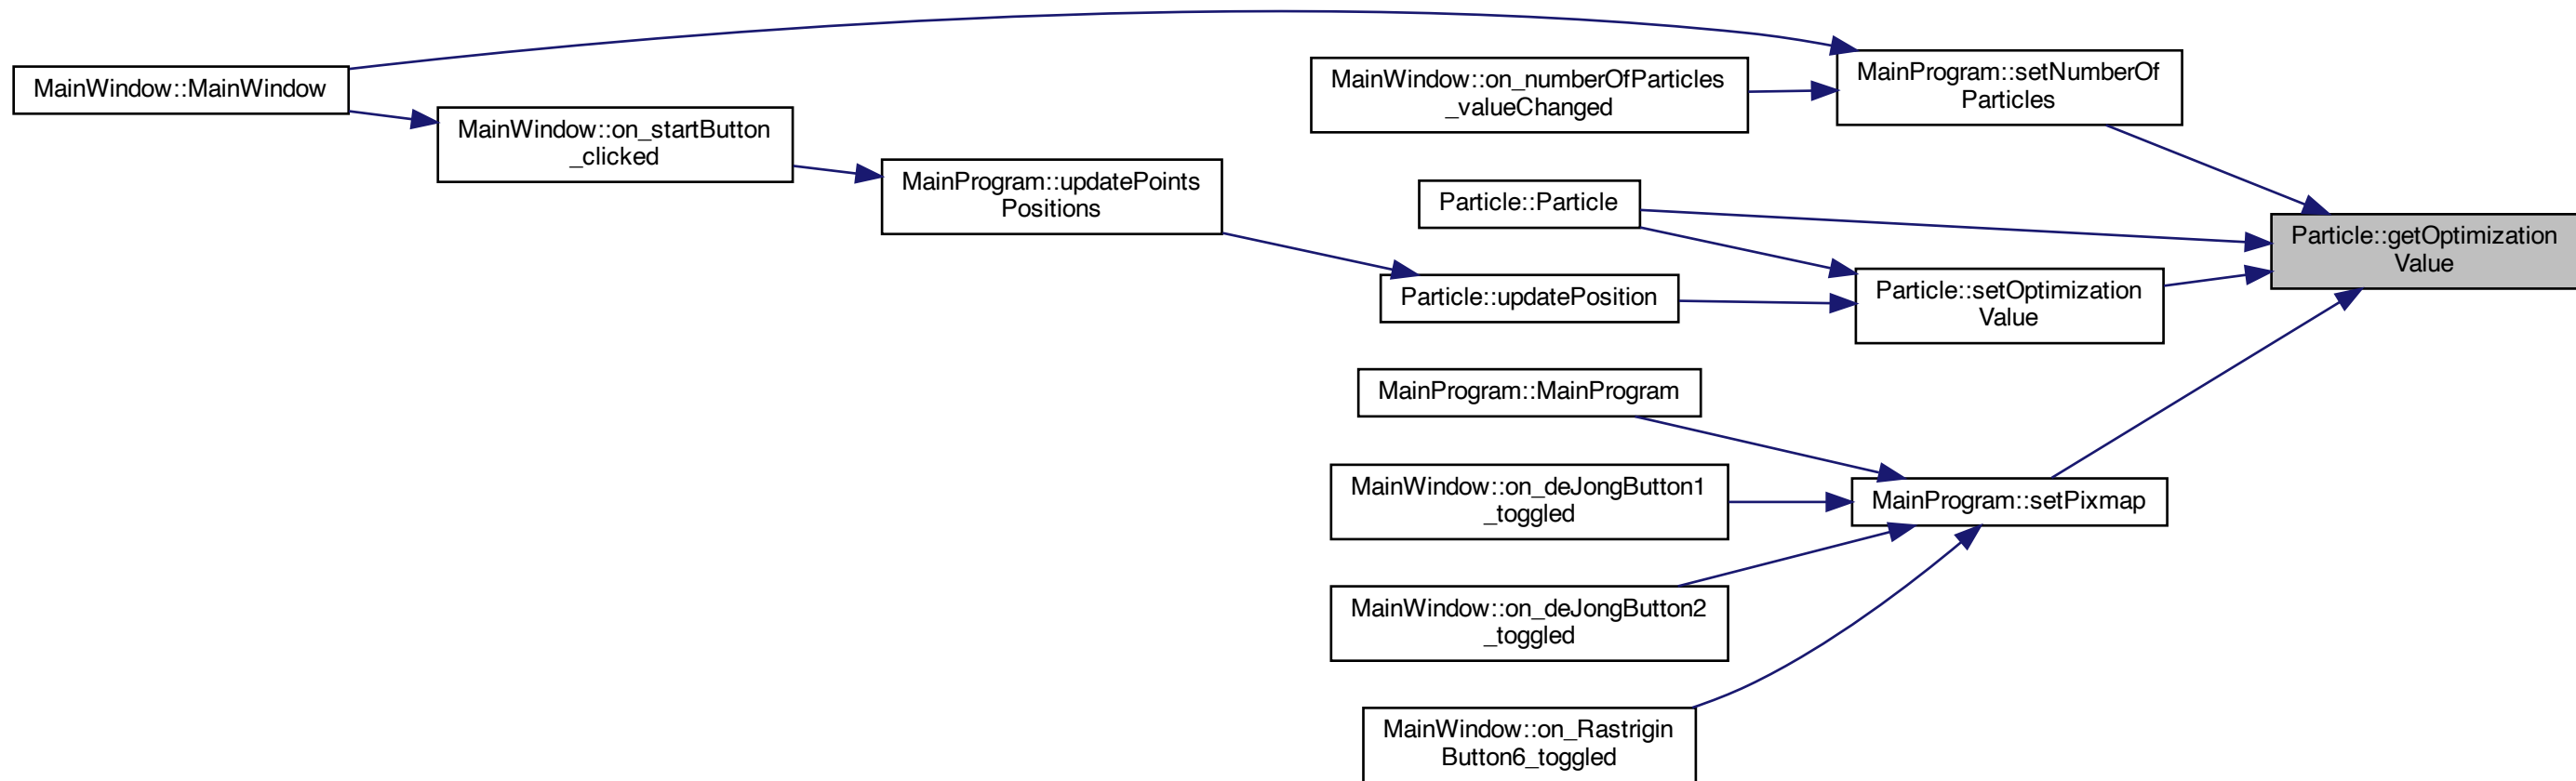 MainWindow::MainWindow
MainWindow::on_startButton
_clicked
MainProgram::updatePoints
Positions
MainWindow::on_numberOfParticles
_valueChanged
Particle::Particle
Particle::updatePosition
MainProgram::MainProgram
MainWindow::on_deJongButton1
_toggled
MainWindow::on_deJongButton2
_toggled
MainWindow::on_Rastrigin
Button6_toggled
MainProgram::setNumberOf
Particles
Particle::setOptimization
Value
MainProgram::setPixmap
Particle::getOptimization
Value